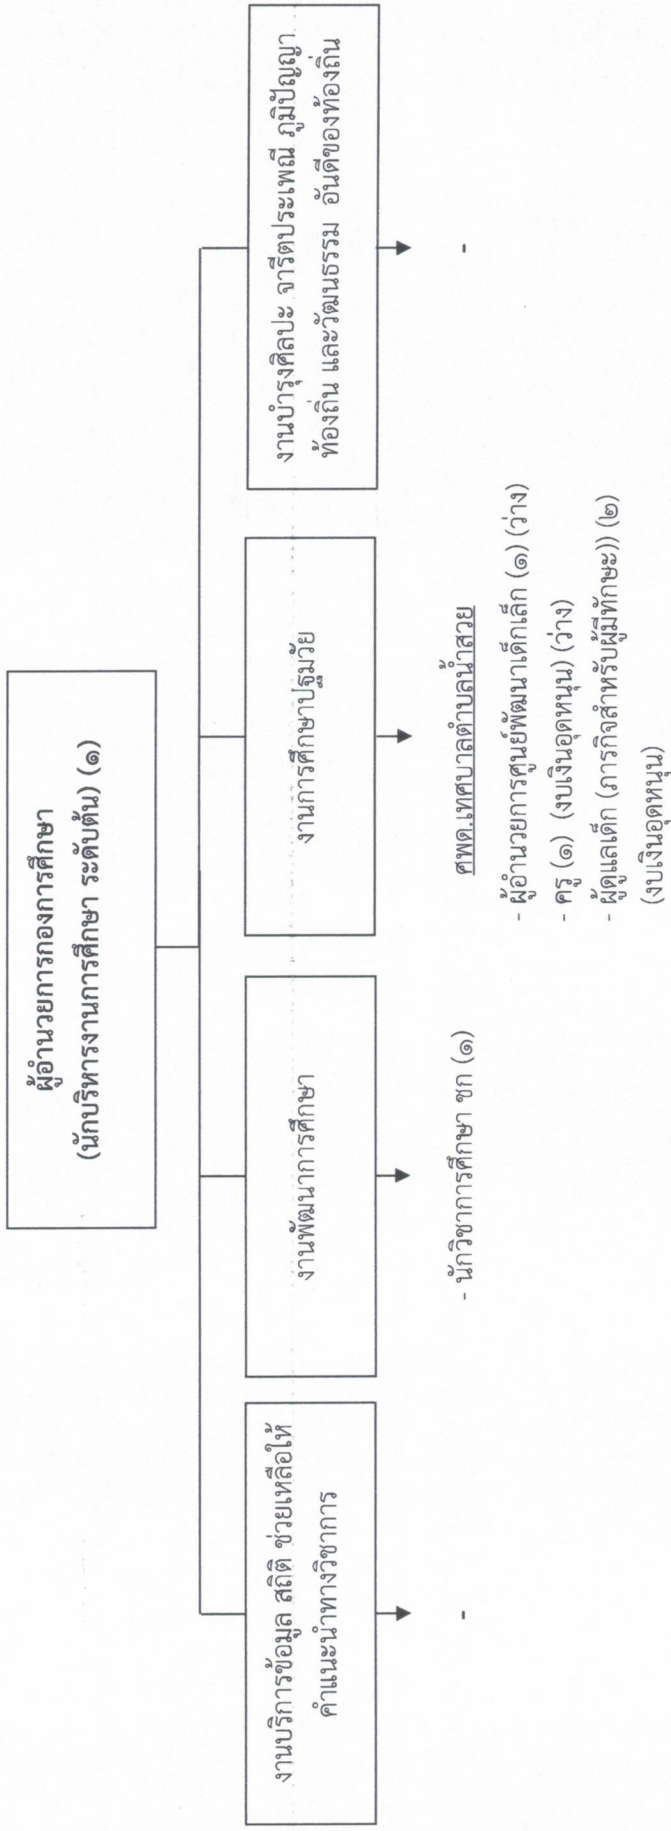 ผู้อำนวยการกองการศึกษา
(นักบริหารงานการศึกษา ระดับต้น) (๑)
งานบริการข้อมูล สถิติ ช่วยเหลือให้
คำแนะนำทางวิชาการ
-
งานพัฒนาการศึกษา
- นักวิชาการศึกษา ชก (๑)
งานการศึกษาปฐมวัย
ศพด.เทศบาลตำบลน้ำสวย
- ผู้อำนวยการศูนย์พัฒนาเด็กเล็ก (๑) (ว่าง)
- ครู (๑) (งบเงินอุดหนุน) (ว่าง)
- ผู้ดูแลเด็ก (ภารกิจสำหรับผู้มีทักษะ)) (๒)
(งบเงินอุดหนุน)
งานบำรุงศิลปะ จารีตประเพณี ภูมิปัญญา
ท้องถิ่น และวัฒนธรรม อันดีของท้องถิ่น
-